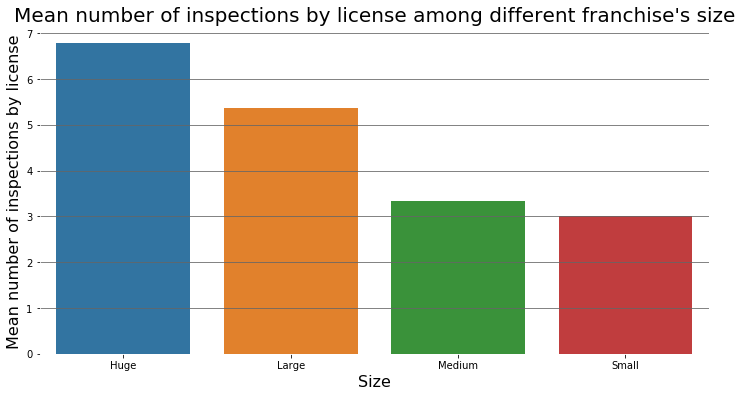 Mean number of inspections by license among different franchise's size
Mean number of inspections by license
7
6
5
4
3
2
1
0
Huge
Large
Medium
Small
Size